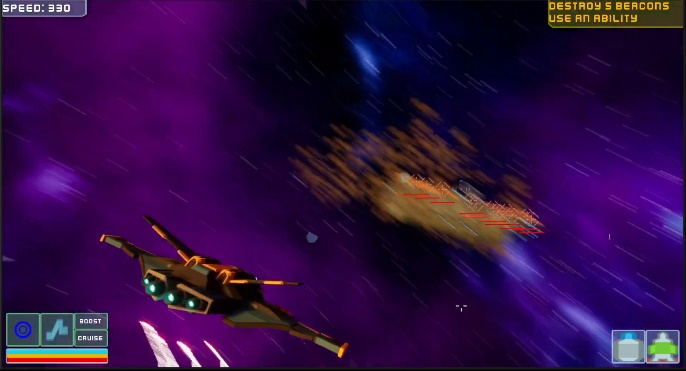 SPEED: 330
DESTROY 5 BEACONS
USE AN ABILITY
BOOST
CRUISE